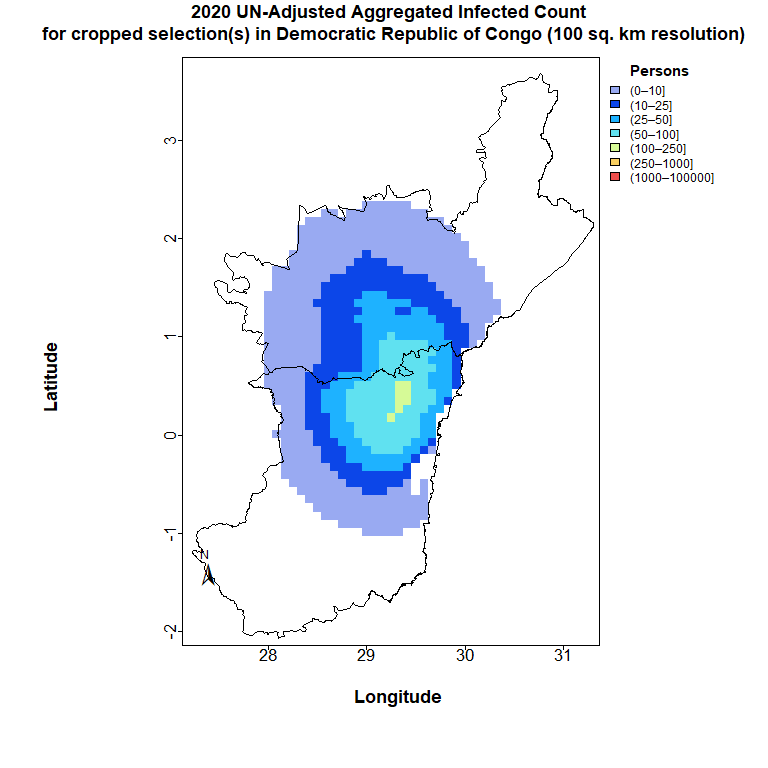 2020 UN-Adjusted Aggregated Infected Count
for cropped selection(s) in Democratic Republic of Congo (100 sq. km resolution)
Persons
(0–10]
(10–25]
(25–50]
(50–100]
(100–250]
(250–1000]
(1000–100000]
3
2
1
0
-1
-2
Latitude
N
28 29 30 31
Longitude